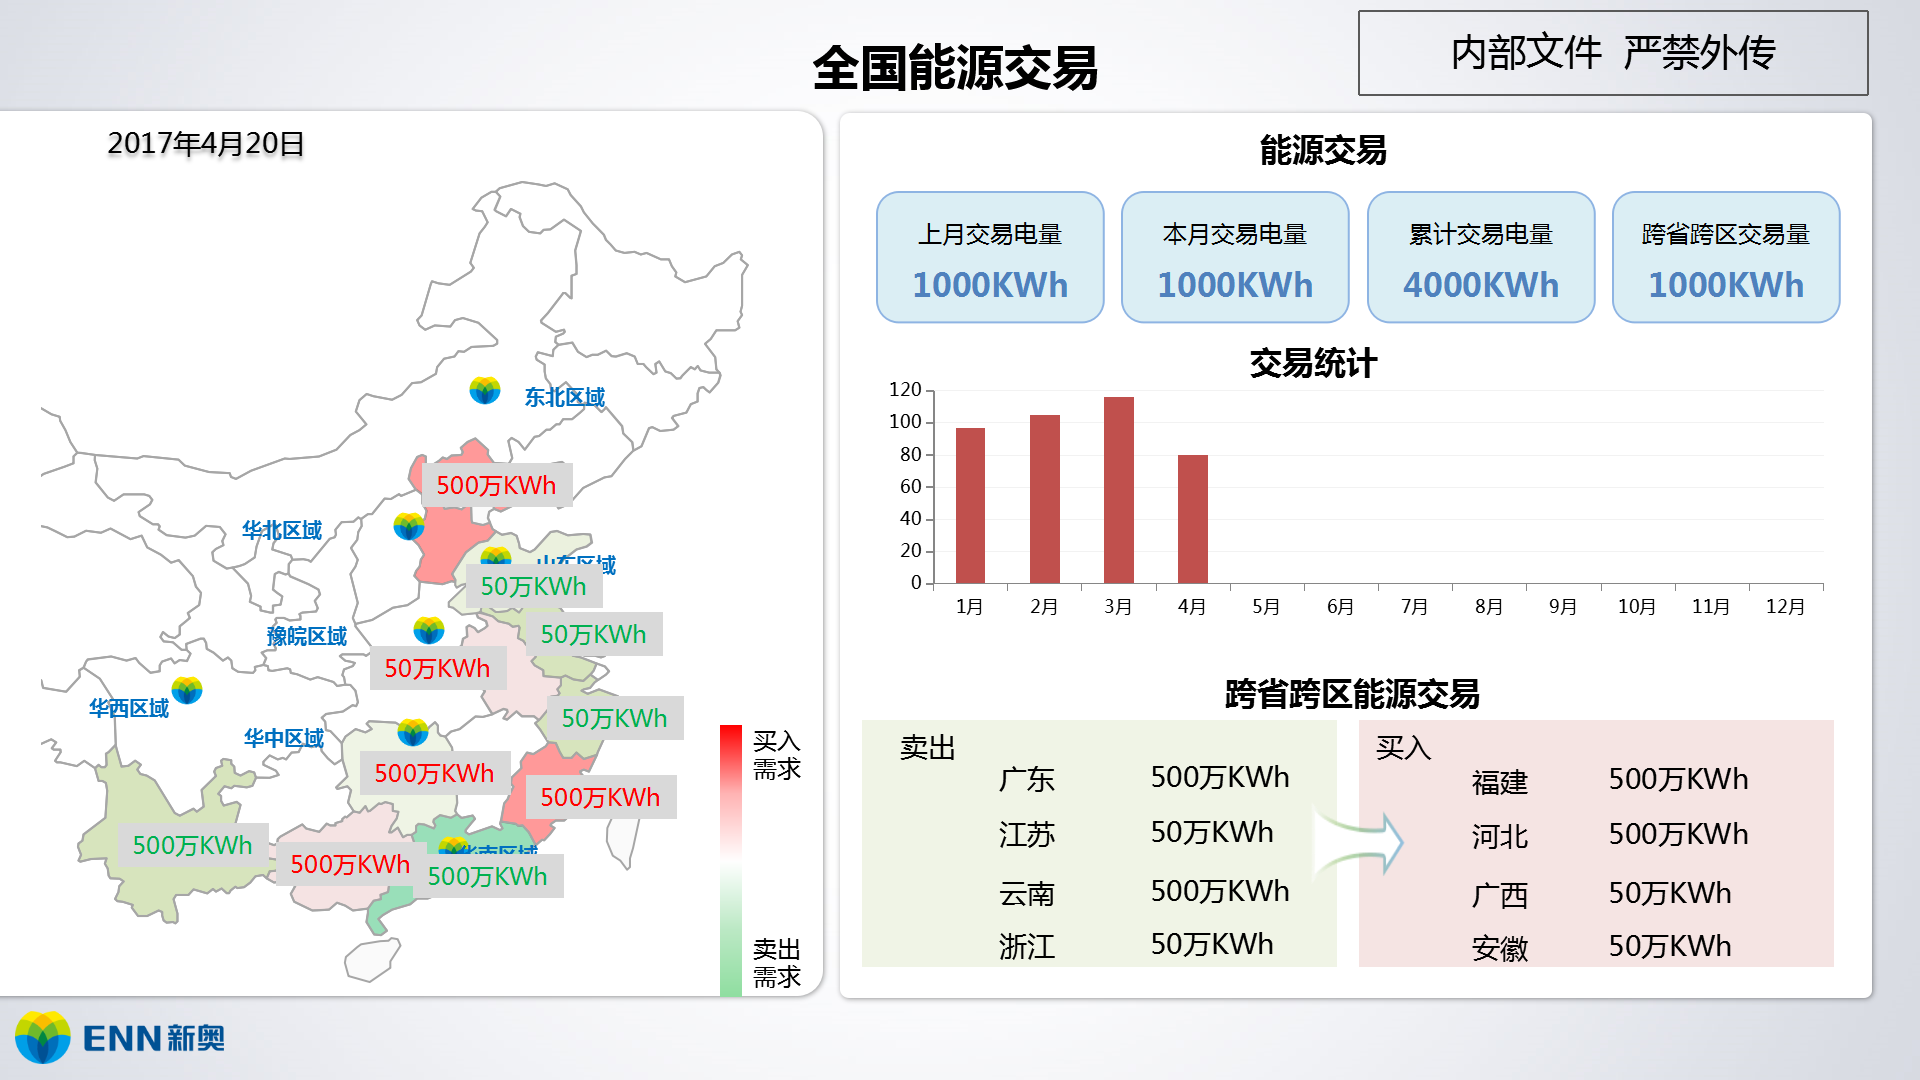 全国能源交易
内部文件 严禁外传
2017年4月20日
东北区域
500万KWh
华北区域
山东区域
50万KWh
50万KWh
豫皖区域
50万KWh
华西区域
50万KWh
华中区域
500万KWh
500万KWh
500万KWh
500万KWh
华南区域
500万KWh
买入
需求
卖出
需求
能源交易
上月交易电量
1000KWh
本月交易电量
1000KWh
累计交易电量
4000KWh
跨省跨区交易量
1000KWh
交易统计
120
100
80
60
40
20
0
1月 2月 3月 4月 5月 6月 7月 8月 9月 10月 11月 12月
跨省跨区能源交易
卖出
广东 500万KWh
江苏 50万KWh
云南 500万KWh
浙江 50万KWh
买入
福建 500万KWh
河北 500万KWh
广西 50万KWh
安徽 50万KWh
ENN新奥